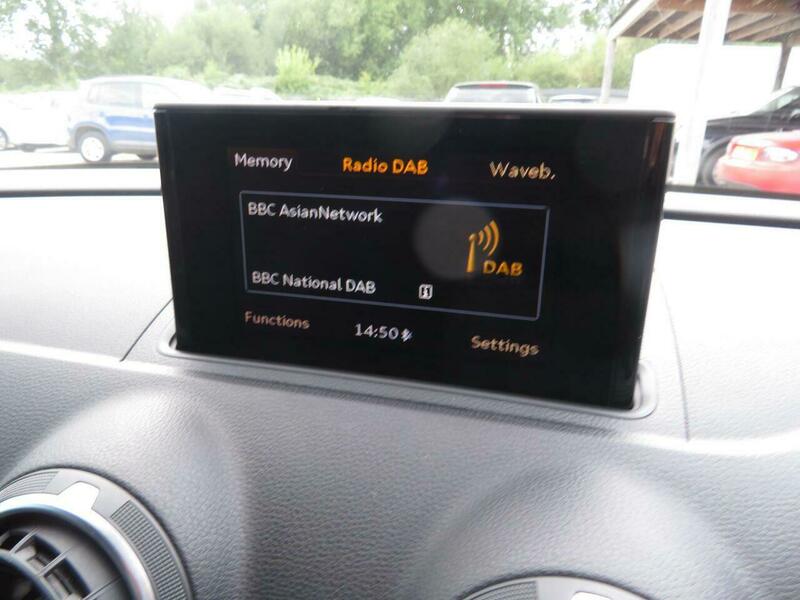 Memory
Radio DAB
Waveb.
BBC AsianNetwork
DAB
BBC National DAB
Functions
14:50
Settings